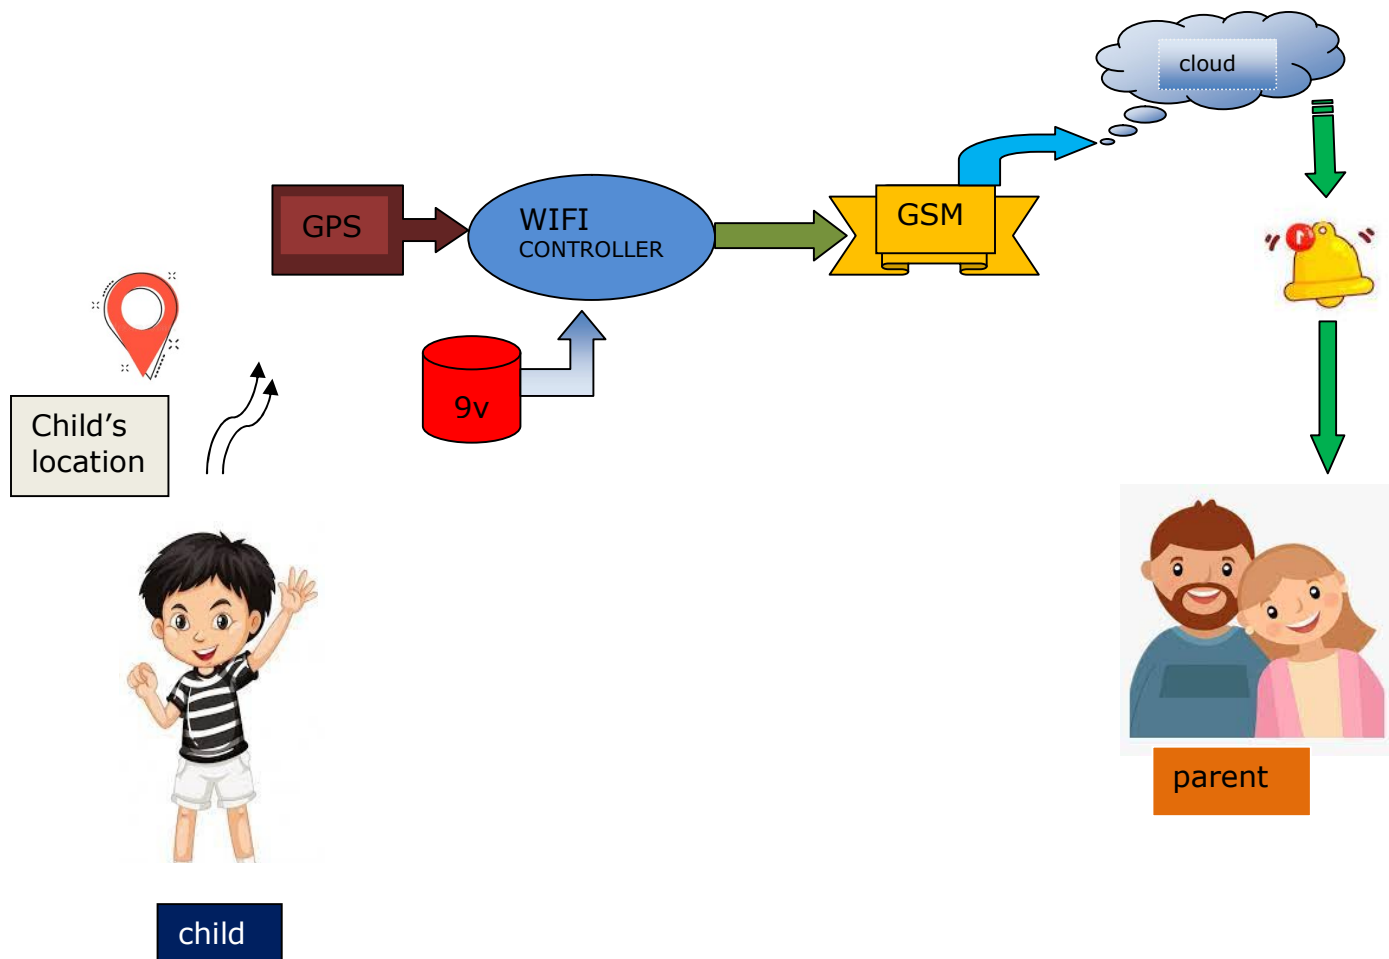 cloud
GPS
WIFI
CONTROLLER
GSM
9v
Child's
location
parent
child